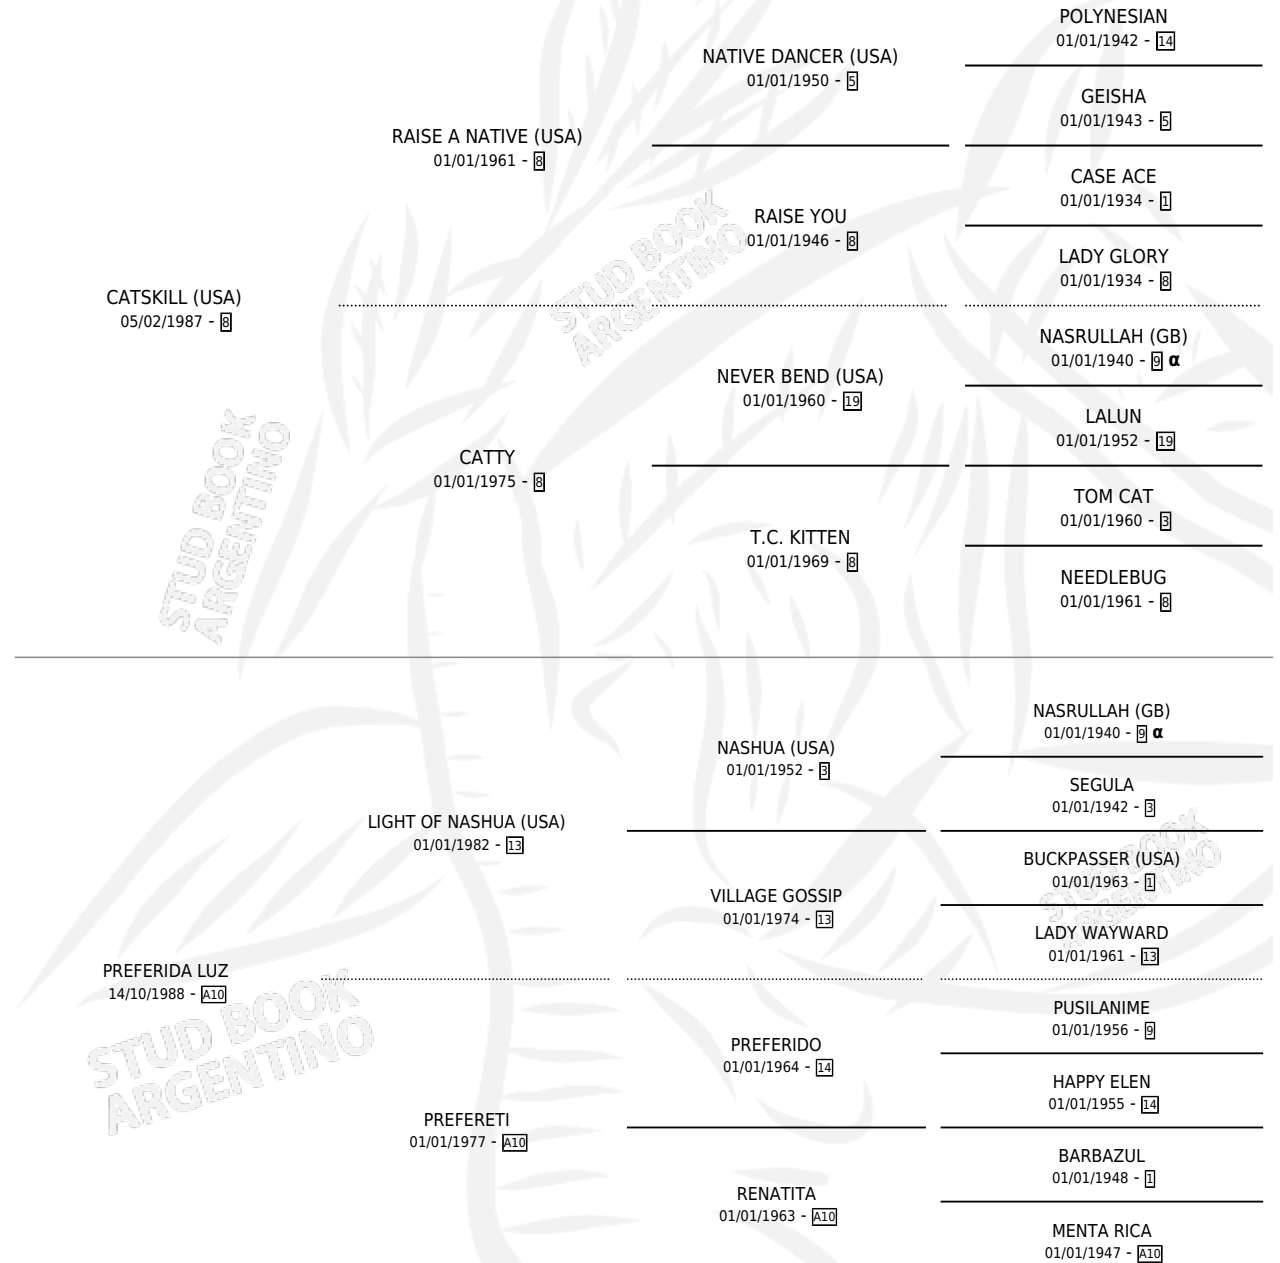 POLYNESIAN
01/01/1942 - 14
NATIVE DANCER (USA)
01/01/1950 - 5
GEISHA
01/01/1943 - 5
RAISE A NATIVE (USA)
01/01/1961 - 8
CASE ACE
01/01/1934 - 1
RAISE YOU
01/01/1946 - 8
LADY GLORY
01/01/1934 - 8
CATSKILL (USA)
05/02/1987 - 8
NASRULLAH (GB)
01/01/1940 - 9 α
NEVER BEND (USA)
01/01/1960 - 19
LALUN
01/01/1952 - 19
CATTY
01/01/1975 - 8
TOM CAT
01/01/1960 - 3
T.C. KITTEN
01/01/1969 - 8
NEEDLEBUG
01/01/1961 - 8
STUD BOOK
ARGENTINO
STUD BOOK
ARGENTINO
NASRULLAH (GB)
01/01/1940 - 9 α
NASHUA (USA)
01/01/1952 - 3
SEGULA
01/01/1942 - 3
LIGHT OF NASHUA (USA)
01/01/1982 - 13
BUCKPASSER (USA)
01/01/1963 - 1
VILLAGE GOSSIP
01/01/1974 - 13
LADY WAYWARD
01/01/1961 - 13
PREFERIDA LUZ
14/10/1988 - A10
PUSILANIME
01/01/1956 - 9
PREFERIDO
01/01/1964 - 14
HAPPY ELEN
01/01/1955 - 14
PREFERETI
01/01/1977 - A10
BARBAZUL
01/01/1948 - 1
RENATITA
01/01/1963 - A10
MENTA RICA
01/01/1947 - A10
STUD BOOK
ARGENTINO
STUD BOOK
ARGENTINO